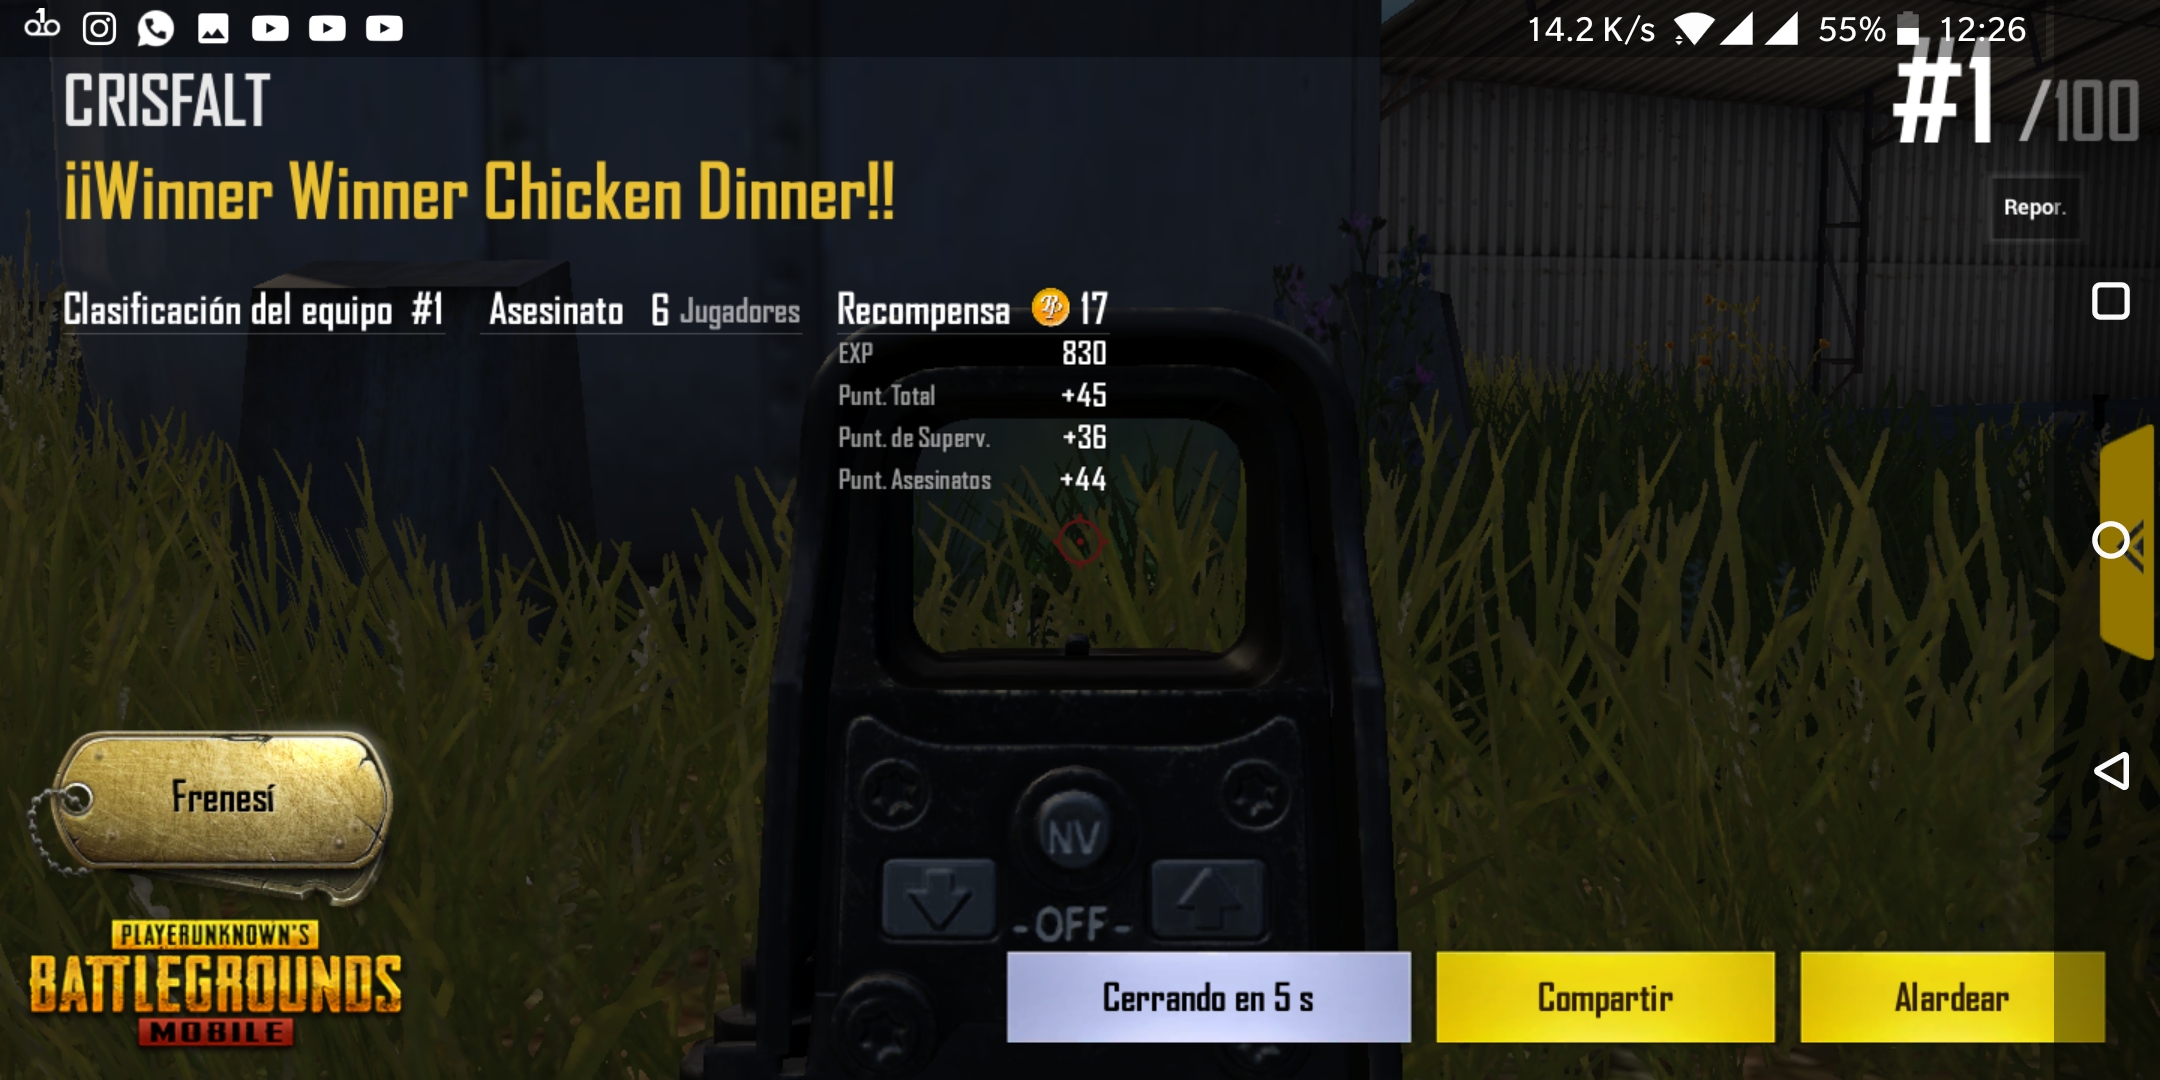 14.2 K/s 55% 12:26
CRISFALT
#1 /100
¡¡Winner Winner Chicken Dinner!!
Repor.
Clasificación del equipo #1
Asesinato 6 Jugadores
Recompensa 17
EXP 830
Punt. Total +45
Punt. de Superv. +36
Punt. Asesinatos +44
Frenesí
NV
-OFF-
PLAYERUNKNOWN'S
BATTLEGROUNDS
MOBILE
Cerrando en 5 s
Compartir
Alardear